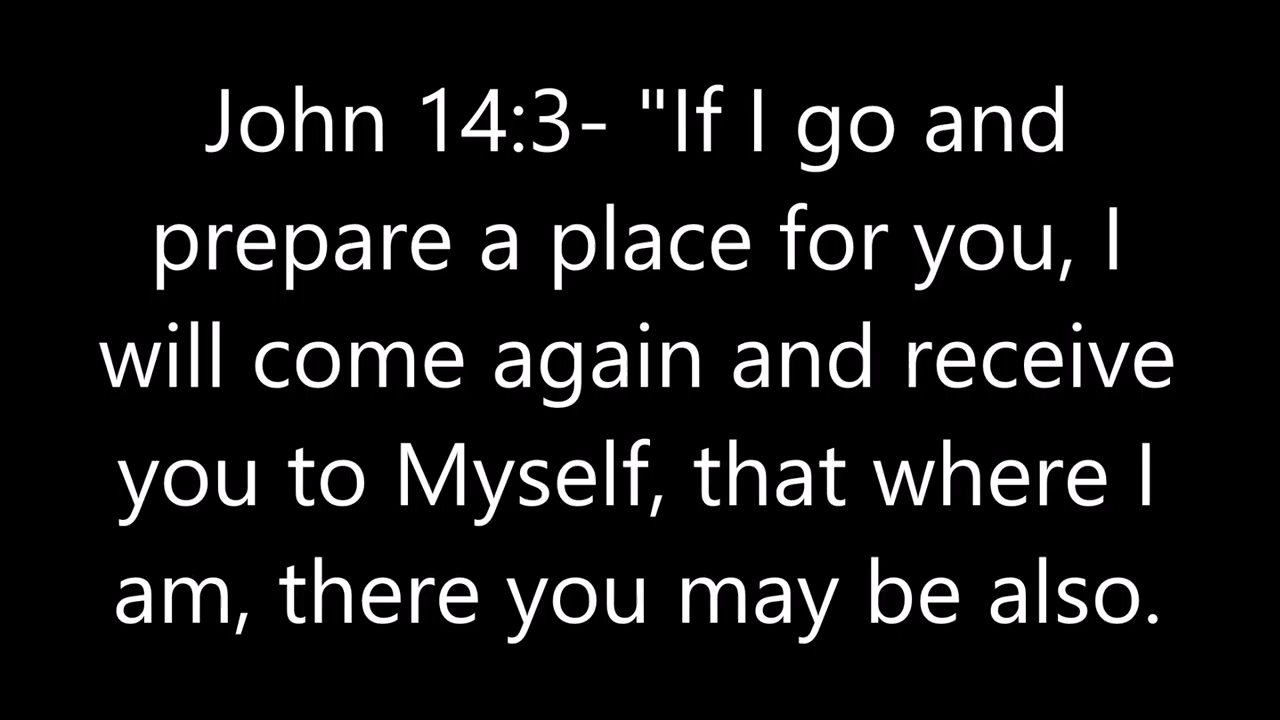 John 14:3- "If I go and
prepare a place for you, I
will come again and receive
you to Myself, that where I
am, there you may be also.